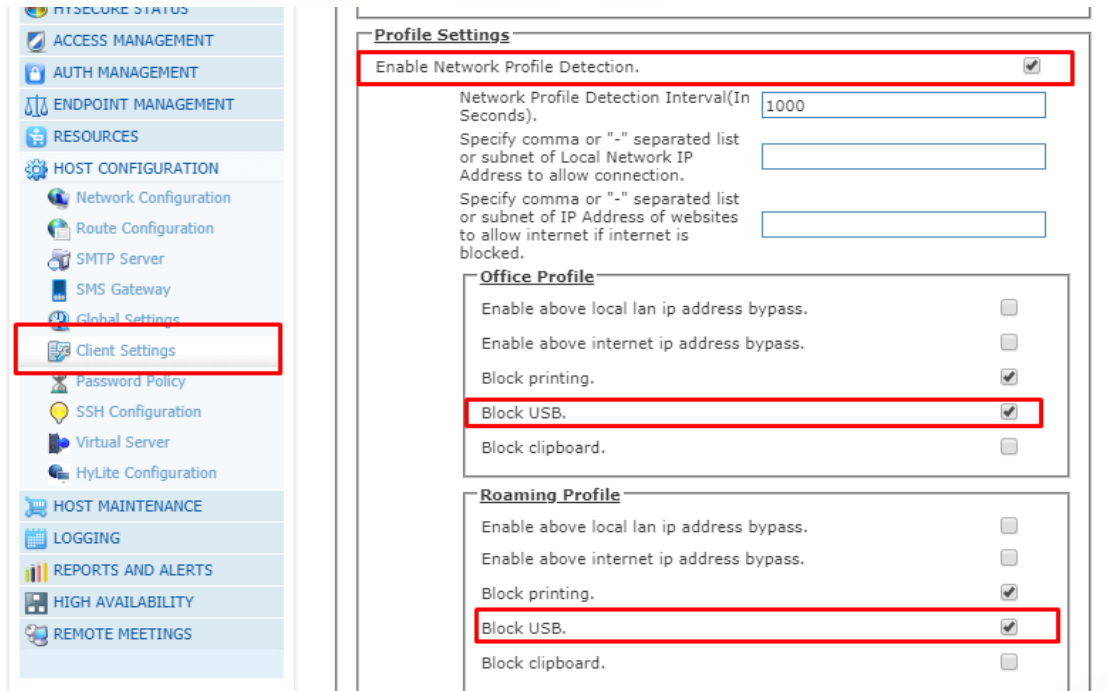 HYSECURE STATUS
ACCESS MANAGEMENT
AUTH MANAGEMENT
ENDPOINT MANAGEMENT
RESOURCES
HOST CONFIGURATION
Network Configuration
Route Configuration
SMTP Server
SMS Gateway
Global Settings
Client Settings
Password Policy
SSH Configuration
Virtual Server
HyLite Configuration
HOST MAINTENANCE
LOGGING
REPORTS AND ALERTS
HIGH AVAILABILITY
REMOTE MEETINGS
Profile Settings
Enable Network Profile Detection.
Network Profile Detection Interval(In
Seconds).
1000
Specify comma or "-" separated list
or subnet of Local Network IP
Address to allow connection.
Specify comma or "-" separated list
or subnet of IP Address of websites
to allow internet if internet is
blocked.
Office Profile
Enable above local lan ip address bypass.
Enable above internet ip address bypass.
Block printing.
Block USB.
Block clipboard.
Roaming Profile
Enable above local lan ip address bypass.
Enable above internet ip address bypass.
Block printing.
Block USB.
Block clipboard.